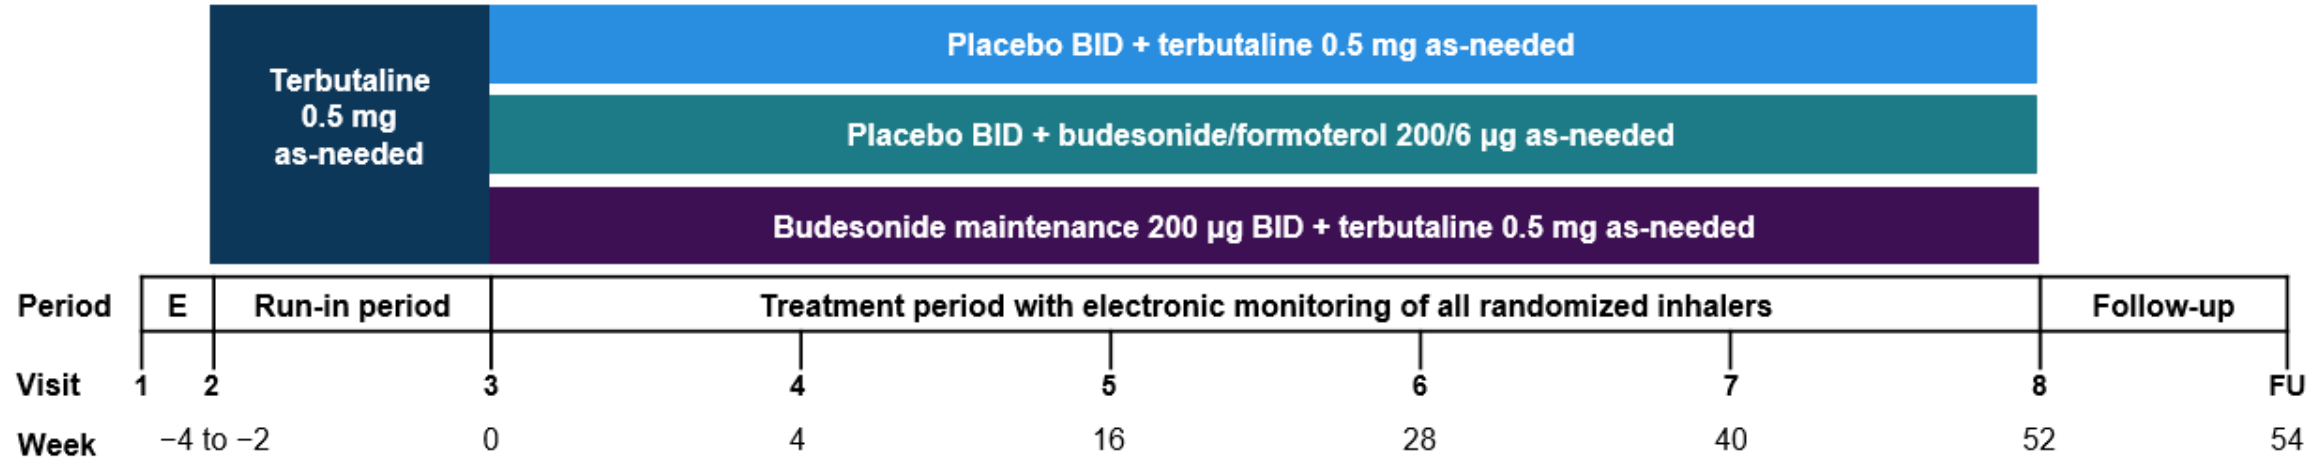 Terbutaline
0.5 mg
as-needed
Placebo BID + terbutaline 0.5 mg as-needed
Placebo BID + budesonide/formoterol 200/6 μg as-needed
Budesonide maintenance 200 μg BID + terbutaline 0.5 mg as-needed
Period E Run-in period Treatment period with electronic monitoring of all randomized inhalers Follow-up
Visit 1 2 3 4 5 6 7 8 FU
Week −4 to −2 0 4 16 28 40 52 54